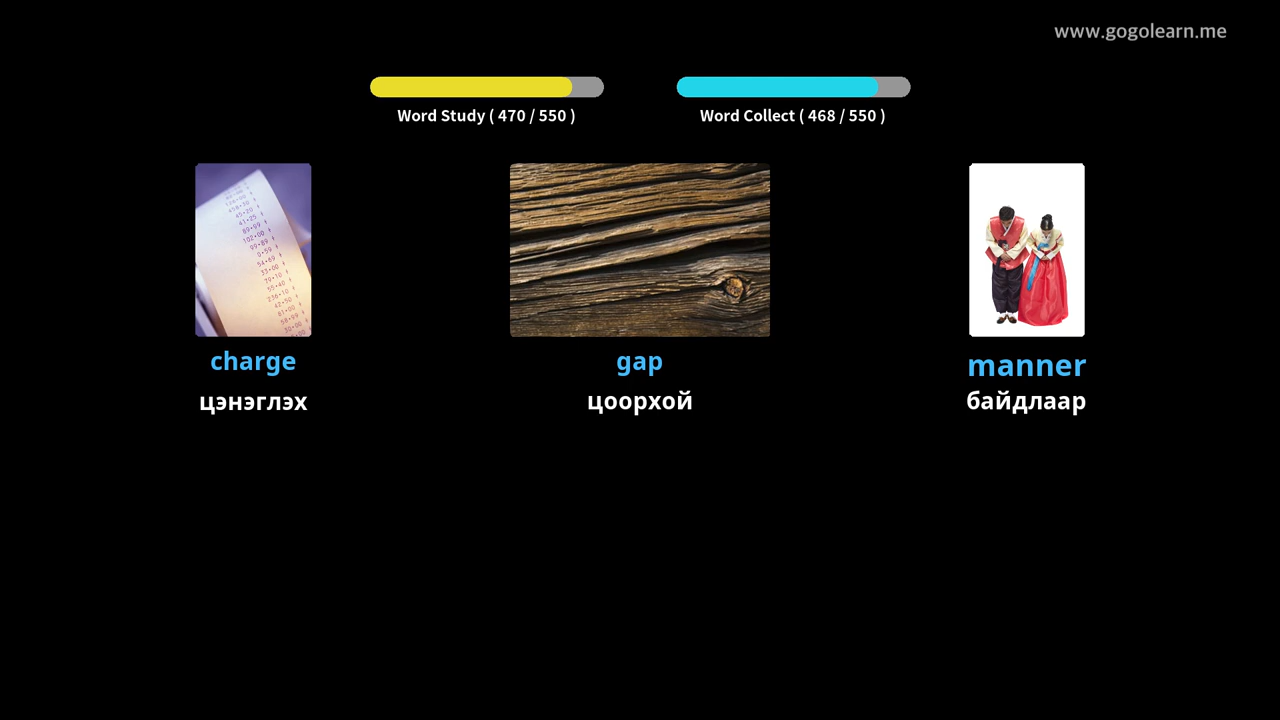 www.gogolearn.me
Word Study ( 470 / 550 )
Word Collect ( 468 / 550 )
charge
цэнэглэх
gap
цоорхой
manner
байдлаар